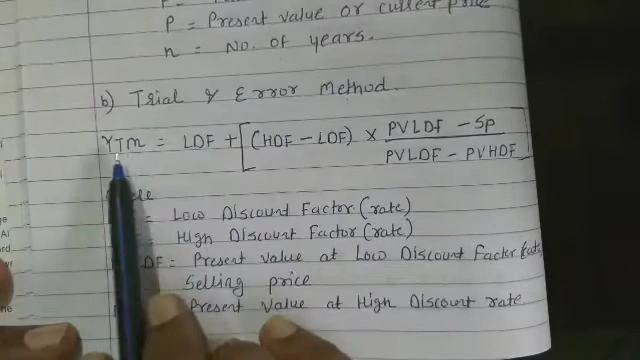 P = Present value or current price
n = No. of years.
b) Trial & Error Method.
YTM = LDF + [(HDF - LDF) × PVLDF - SP / PVLDF - PVHDF]
= Low Discount Factor (rate)
= High Discount Factor (rate)
DF = Present value at Low Discount Factor
Selling price
Present Value at High Discount rate